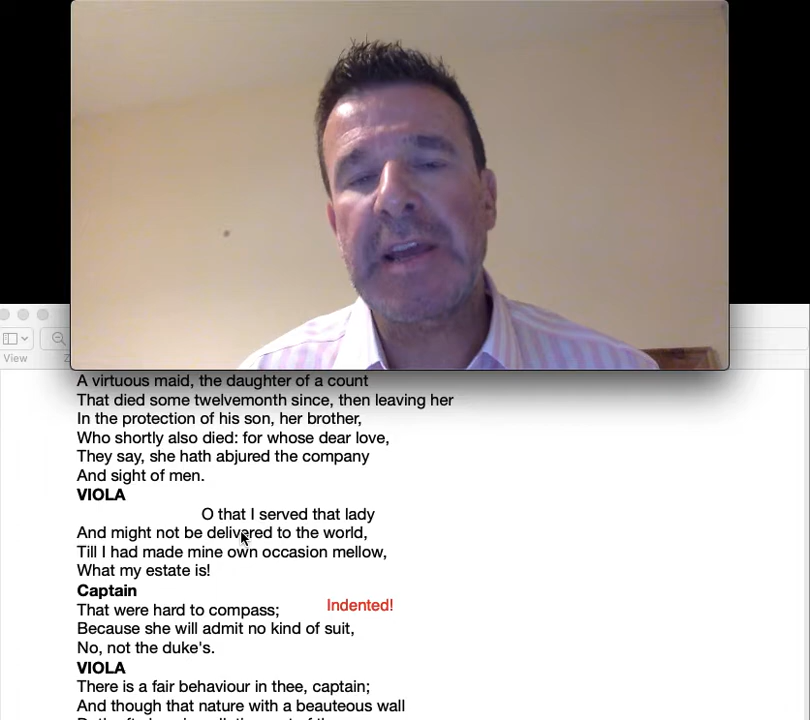 View
Z
A virtuous maid, the daughter of a count
That died some twelvemonth since, then leaving her
In the protection of his son, her brother,
Who shortly also died: for whose dear love,
They say, she hath abjured the company
And sight of men.
VIOLA
O that I served that lady
And might not be delivered to the world,
Till I had made mine own occasion mellow,
What my estate is!
Captain
That were hard to compass;
Indented!
Because she will admit no kind of suit,
No, not the duke's.
VIOLA
There is a fair behaviour in thee, captain;
And though that nature with a beauteous wall